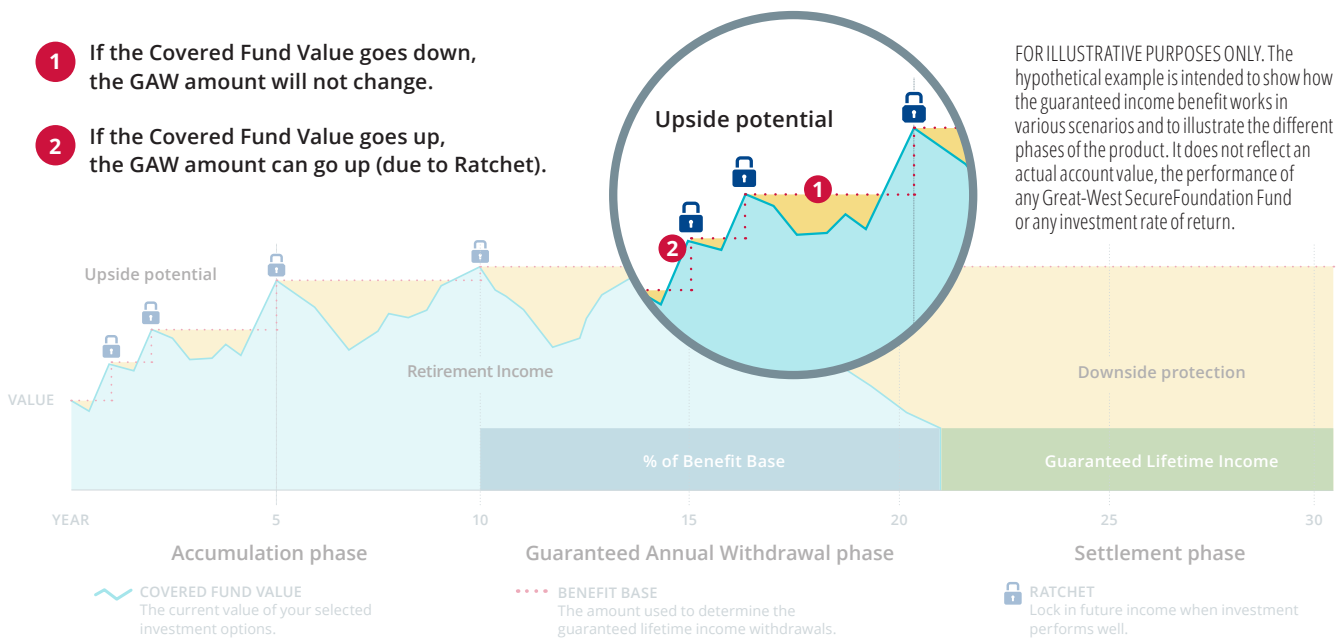 1
If the Covered Fund Value goes down,
the GAW amount will not change.
2
If the Covered Fund Value goes up,
the GAW amount can go up (due to Ratchet).
Upside potential
1
2
FOR ILLUSTRATIVE PURPOSES ONLY. The
hypothetical example is intended to show how
the guaranteed income benefit works in
various scenarios and to illustrate the different
phases of the product. It does not reflect an
actual account value, the performance of
any Great-West SecureFoundation Fund
or any investment rate of return.
Upside potential
Retirement Income
Downside protection
VALUE
% of Benefit Base
Guaranteed Lifetime Income
YEAR 5 10 15 20 25 30
Accumulation phase
Guaranteed Annual Withdrawal phase
Settlement phase
COVERED FUND VALUE
The current value of your selected
investment options.
BENEFIT BASE
The amount used to determine the
guaranteed lifetime income withdrawals.
RATCHET
Lock in future income when investment
performs well.